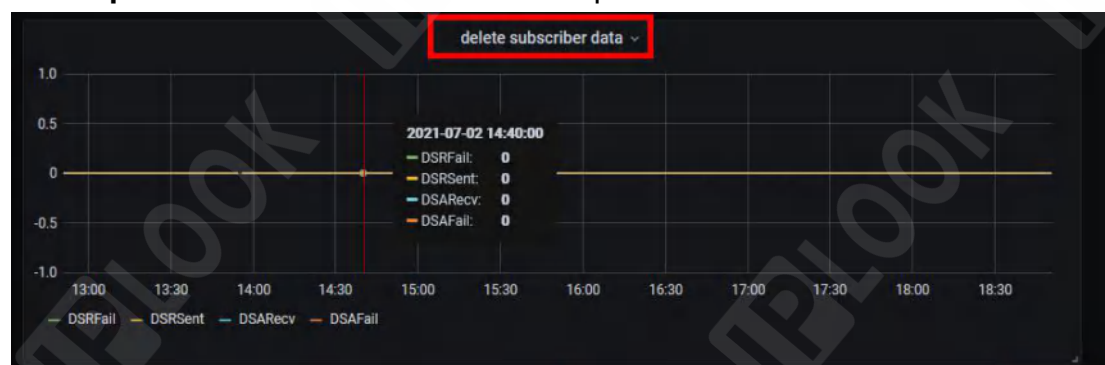 delete subscriber data
1.0
0.5
0
-0.5
-1.0
2021-07-02 14:40:00
DSRFail: 0
DSRSent: 0
DSARecv: 0
DSAFail: 0
13:00 13:30 14:00 14:30 15:00 15:30 16:00 16:30 17:00 17:30 18:00 18:30
DSRFail DSRSent DSARecv DSAFail
IPLOOK
IPLOOK